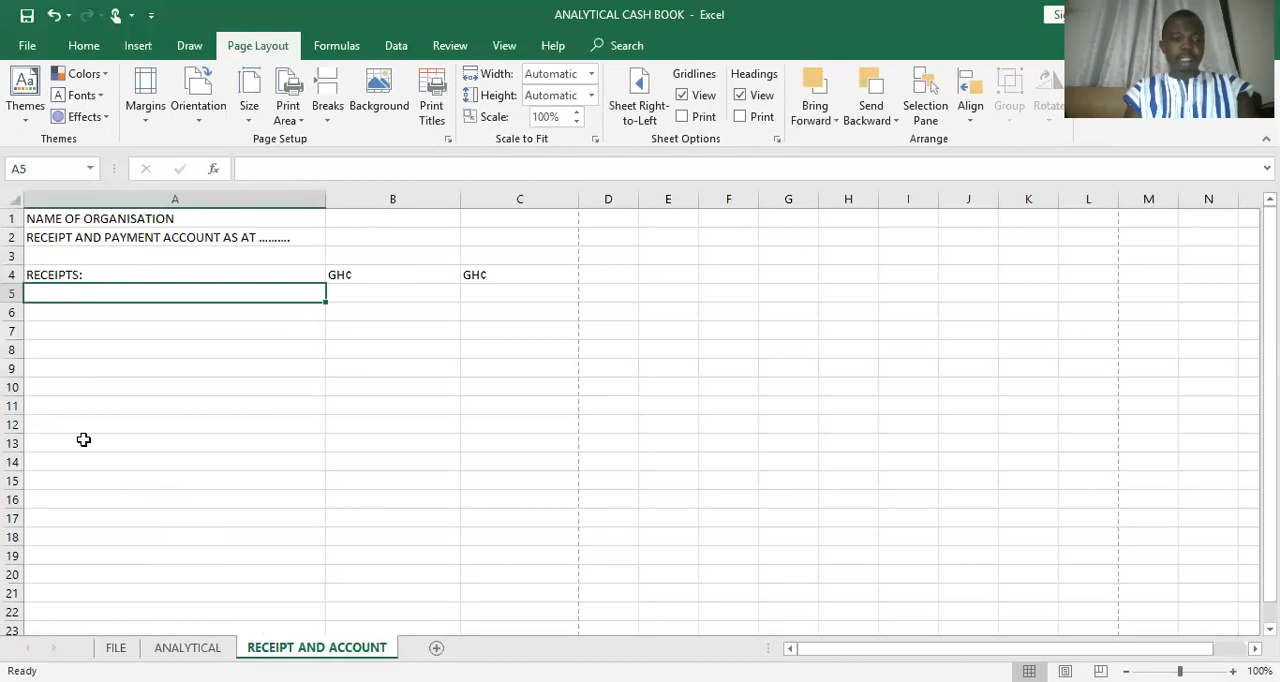 ANALYTICAL CASH BOOK - Excel
File Home Insert Draw Page Layout Formulas Data Review View Help Search
Themes Colors Fonts Effects Margins Orientation Size Print Area Breaks Background Print Titles Width: Automatic Height: Automatic Scale: 100% Sheet Right-to-Left Gridlines View Print Headings View Print Bring Forward Send Backward Selection Pane Align Group Rotate
Themes Page Setup Scale to Fit Sheet Options Arrange
A5 fx
A B C D E F G H I J K L M N
1 NAME OF ORGANISATION
2 RECEIPT AND PAYMENT ACCOUNT AS AT ..........
3
4 RECEIPTS: GH₵ GH₵
5
6
7
8
9
10
11
12
13
14
15
16
17
18
19
20
21
22
23
FILE ANALYTICAL RECEIPT AND ACCOUNT
Ready 100%